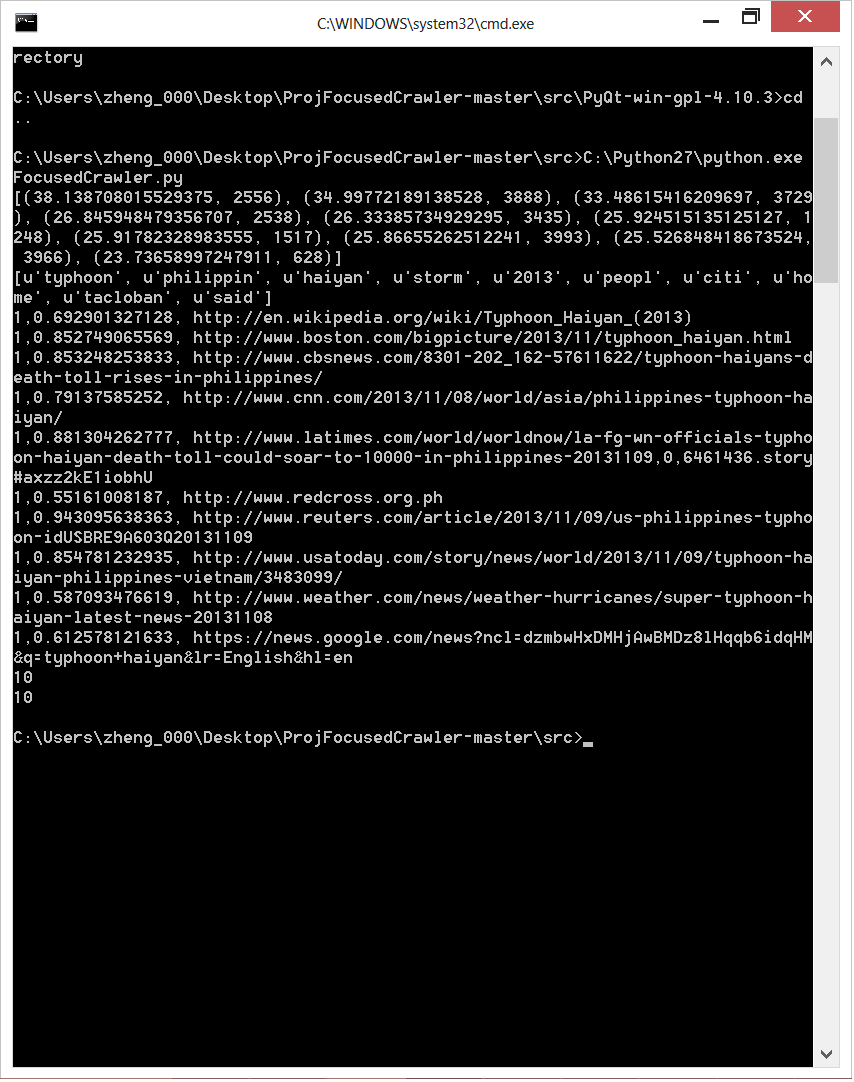 C:\WINDOWS\system32\cmd.exe
rectory
C:\Users\zheng_000\Desktop\ProjFocusedCrawler-master\src\PyQt-win-gpl-4.10.3>cd
..
C:\Users\zheng_000\Desktop\ProjFocusedCrawler-master\src>C:\Python27\python.exe
FocusedCrawler.py
[(38.138708015529375, 2556), (34.99772189138528, 3888), (33.48615416209697, 3729
), (26.845948479356707, 2538), (26.33385734929295, 3435), (25.924515135125127, 1
248), (25.91782328983555, 1517), (25.86655262512241, 3993), (25.526848418673524,
 3966), (23.73658997247911, 628)]
[u'typhoon', u'philippin', u'haiyan', u'storm', u'2013', u'peopl', u'citi', u'ho
me', u'tacloban', u'said']
1,0.692901327128, http://en.wikipedia.org/wiki/Typhoon_Haiyan_(2013)
1,0.852749065569, http://www.boston.com/bigpicture/2013/11/typhoon_haiyan.html
1,0.853248253833, http://www.cbsnews.com/8301-202_162-57611622/typhoon-haiyans-d
eath-toll-rises-in-philippines/
1,0.79137585252, http://www.cnn.com/2013/11/08/world/asia/philippines-typhoon-ha
iyan/
1,0.881304262777, http://www.latimes.com/world/worldnow/la-fg-wn-officials-typho
on-haiyan-death-toll-could-soar-to-10000-in-philippines-20131109,0,6461436.story
#axzz2kE1iobhU
1,0.55161008187, http://www.redcross.org.ph
1,0.943095638363, http://www.reuters.com/article/2013/11/09/us-philippines-typho
on-idUSBRE9A603Q20131109
1,0.854781232935, http://www.usatoday.com/story/news/world/2013/11/09/typhoon-ha
iyan-philippines-vietnam/3483099/
1,0.587093476619, http://www.weather.com/news/weather-hurricanes/super-typhoon-h
aiyan-latest-news-20131108
1,0.612578121633, https://news.google.com/news?ncl=dzmbwHxDMHjAwBMDz8lHqqb6idqHM
&q=typhoon+haiyan&lr=English&hl=en
10
10
C:\Users\zheng_000\Desktop\ProjFocusedCrawler-master\src>_